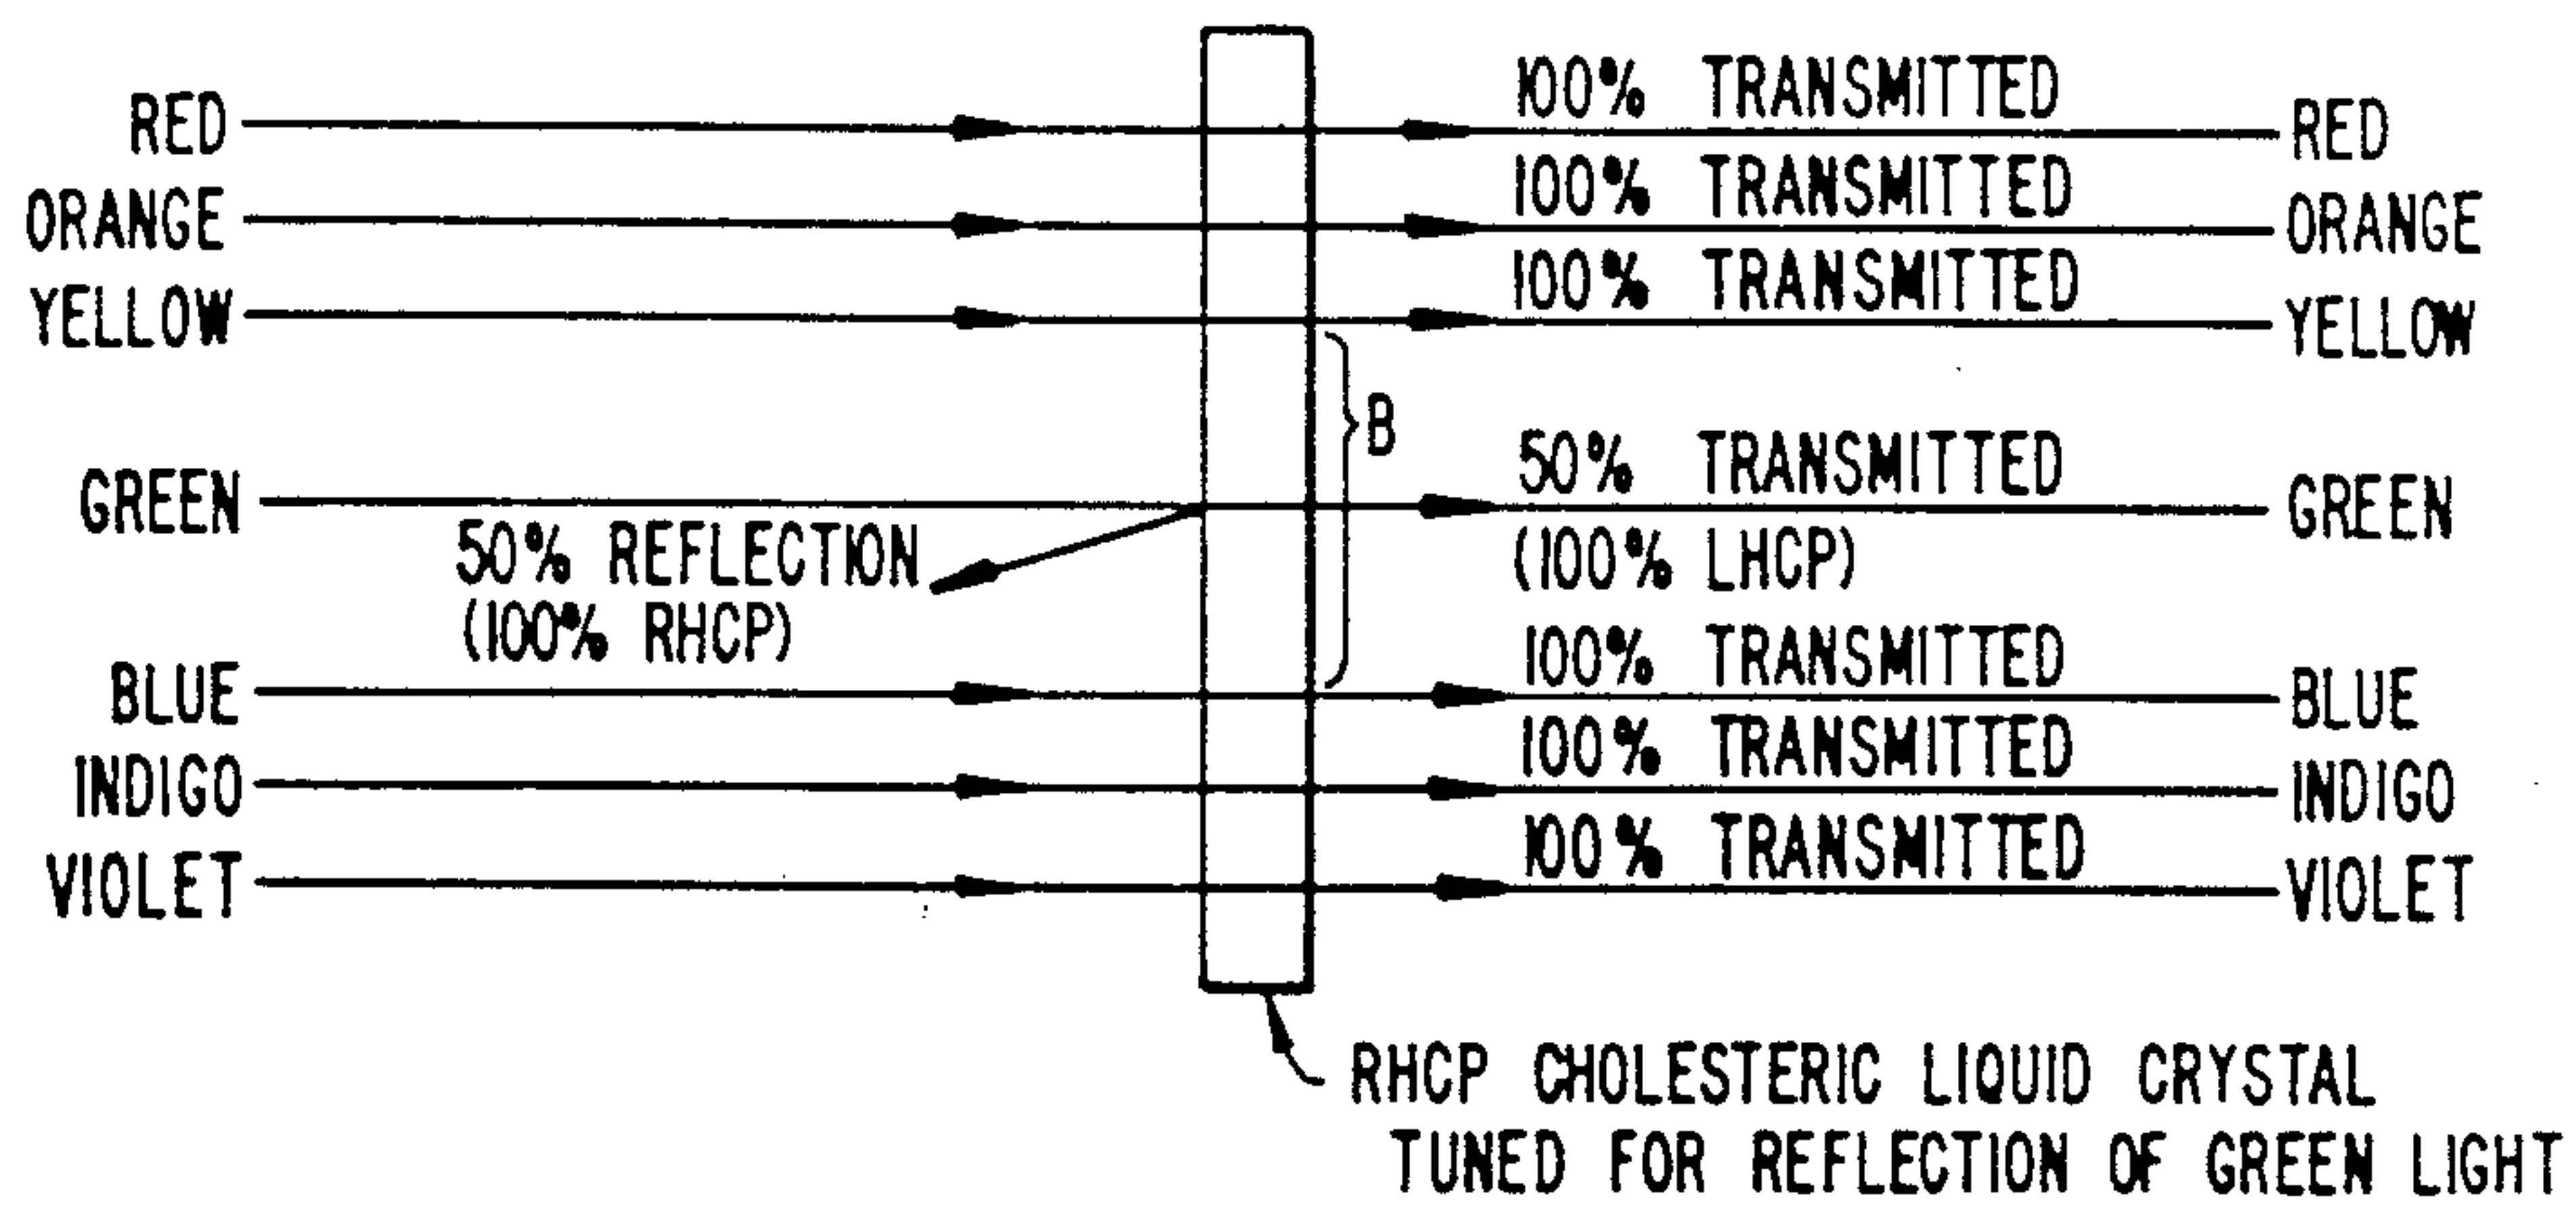 RED 100% TRANSMITTED RED
ORANGE 100% TRANSMITTED ORANGE
YELLOW 100% TRANSMITTED YELLOW
B
GREEN 50% TRANSMITTED GREEN
50% REFLECTION (100% LHCP)
(100% RHCP)
BLUE 100% TRANSMITTED BLUE
INDIGO 100% TRANSMITTED INDIGO
VIOLET 100% TRANSMITTED VIOLET
RHCP CHOLESTERIC LIQUID CRYSTAL
TUNED FOR REFLECTION OF GREEN LIGHT